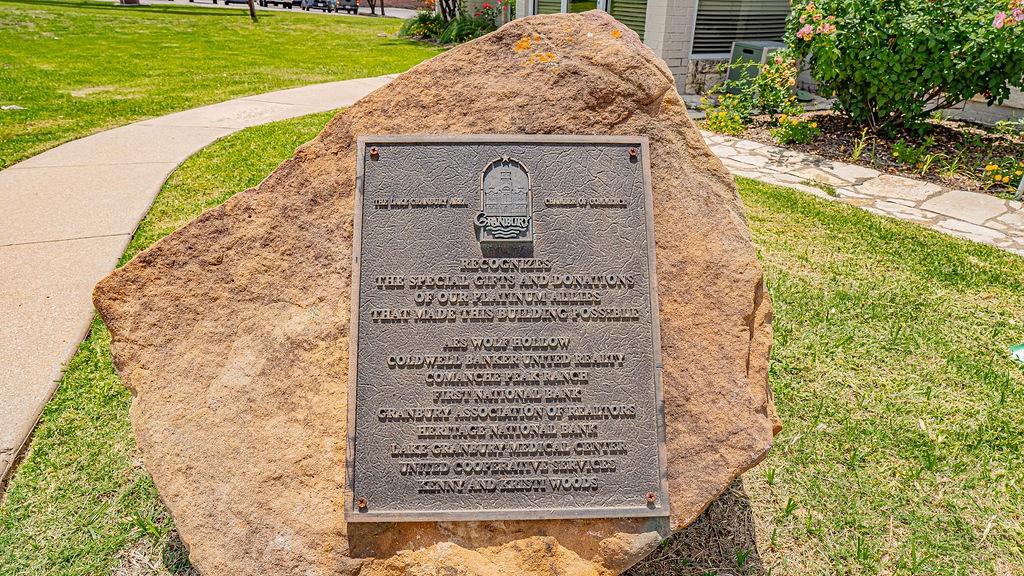 THE LAKE GRANBURY AREA CHAMBER OF COMMERCE
GRANBURY
RECOGNIZES
THE SPECIAL GIFTS AND DONATIONS
OF OUR PLATINUM ALLIES
THAT MADE THIS BUILDING POSSIBLE
AES WOLF HOLLOW
COLDWELL BANKER UNITED REALTY
COMANCHE PEAK RANCH
FIRST NATIONAL BANK
GRANBURY ASSOCIATION OF REALTORS
HERITAGE NATIONAL BANK
LAKE GRANBURY MEDICAL CENTER
UNITED COOPERATIVE SERVICES
KENNY AND KRISTI WOODS